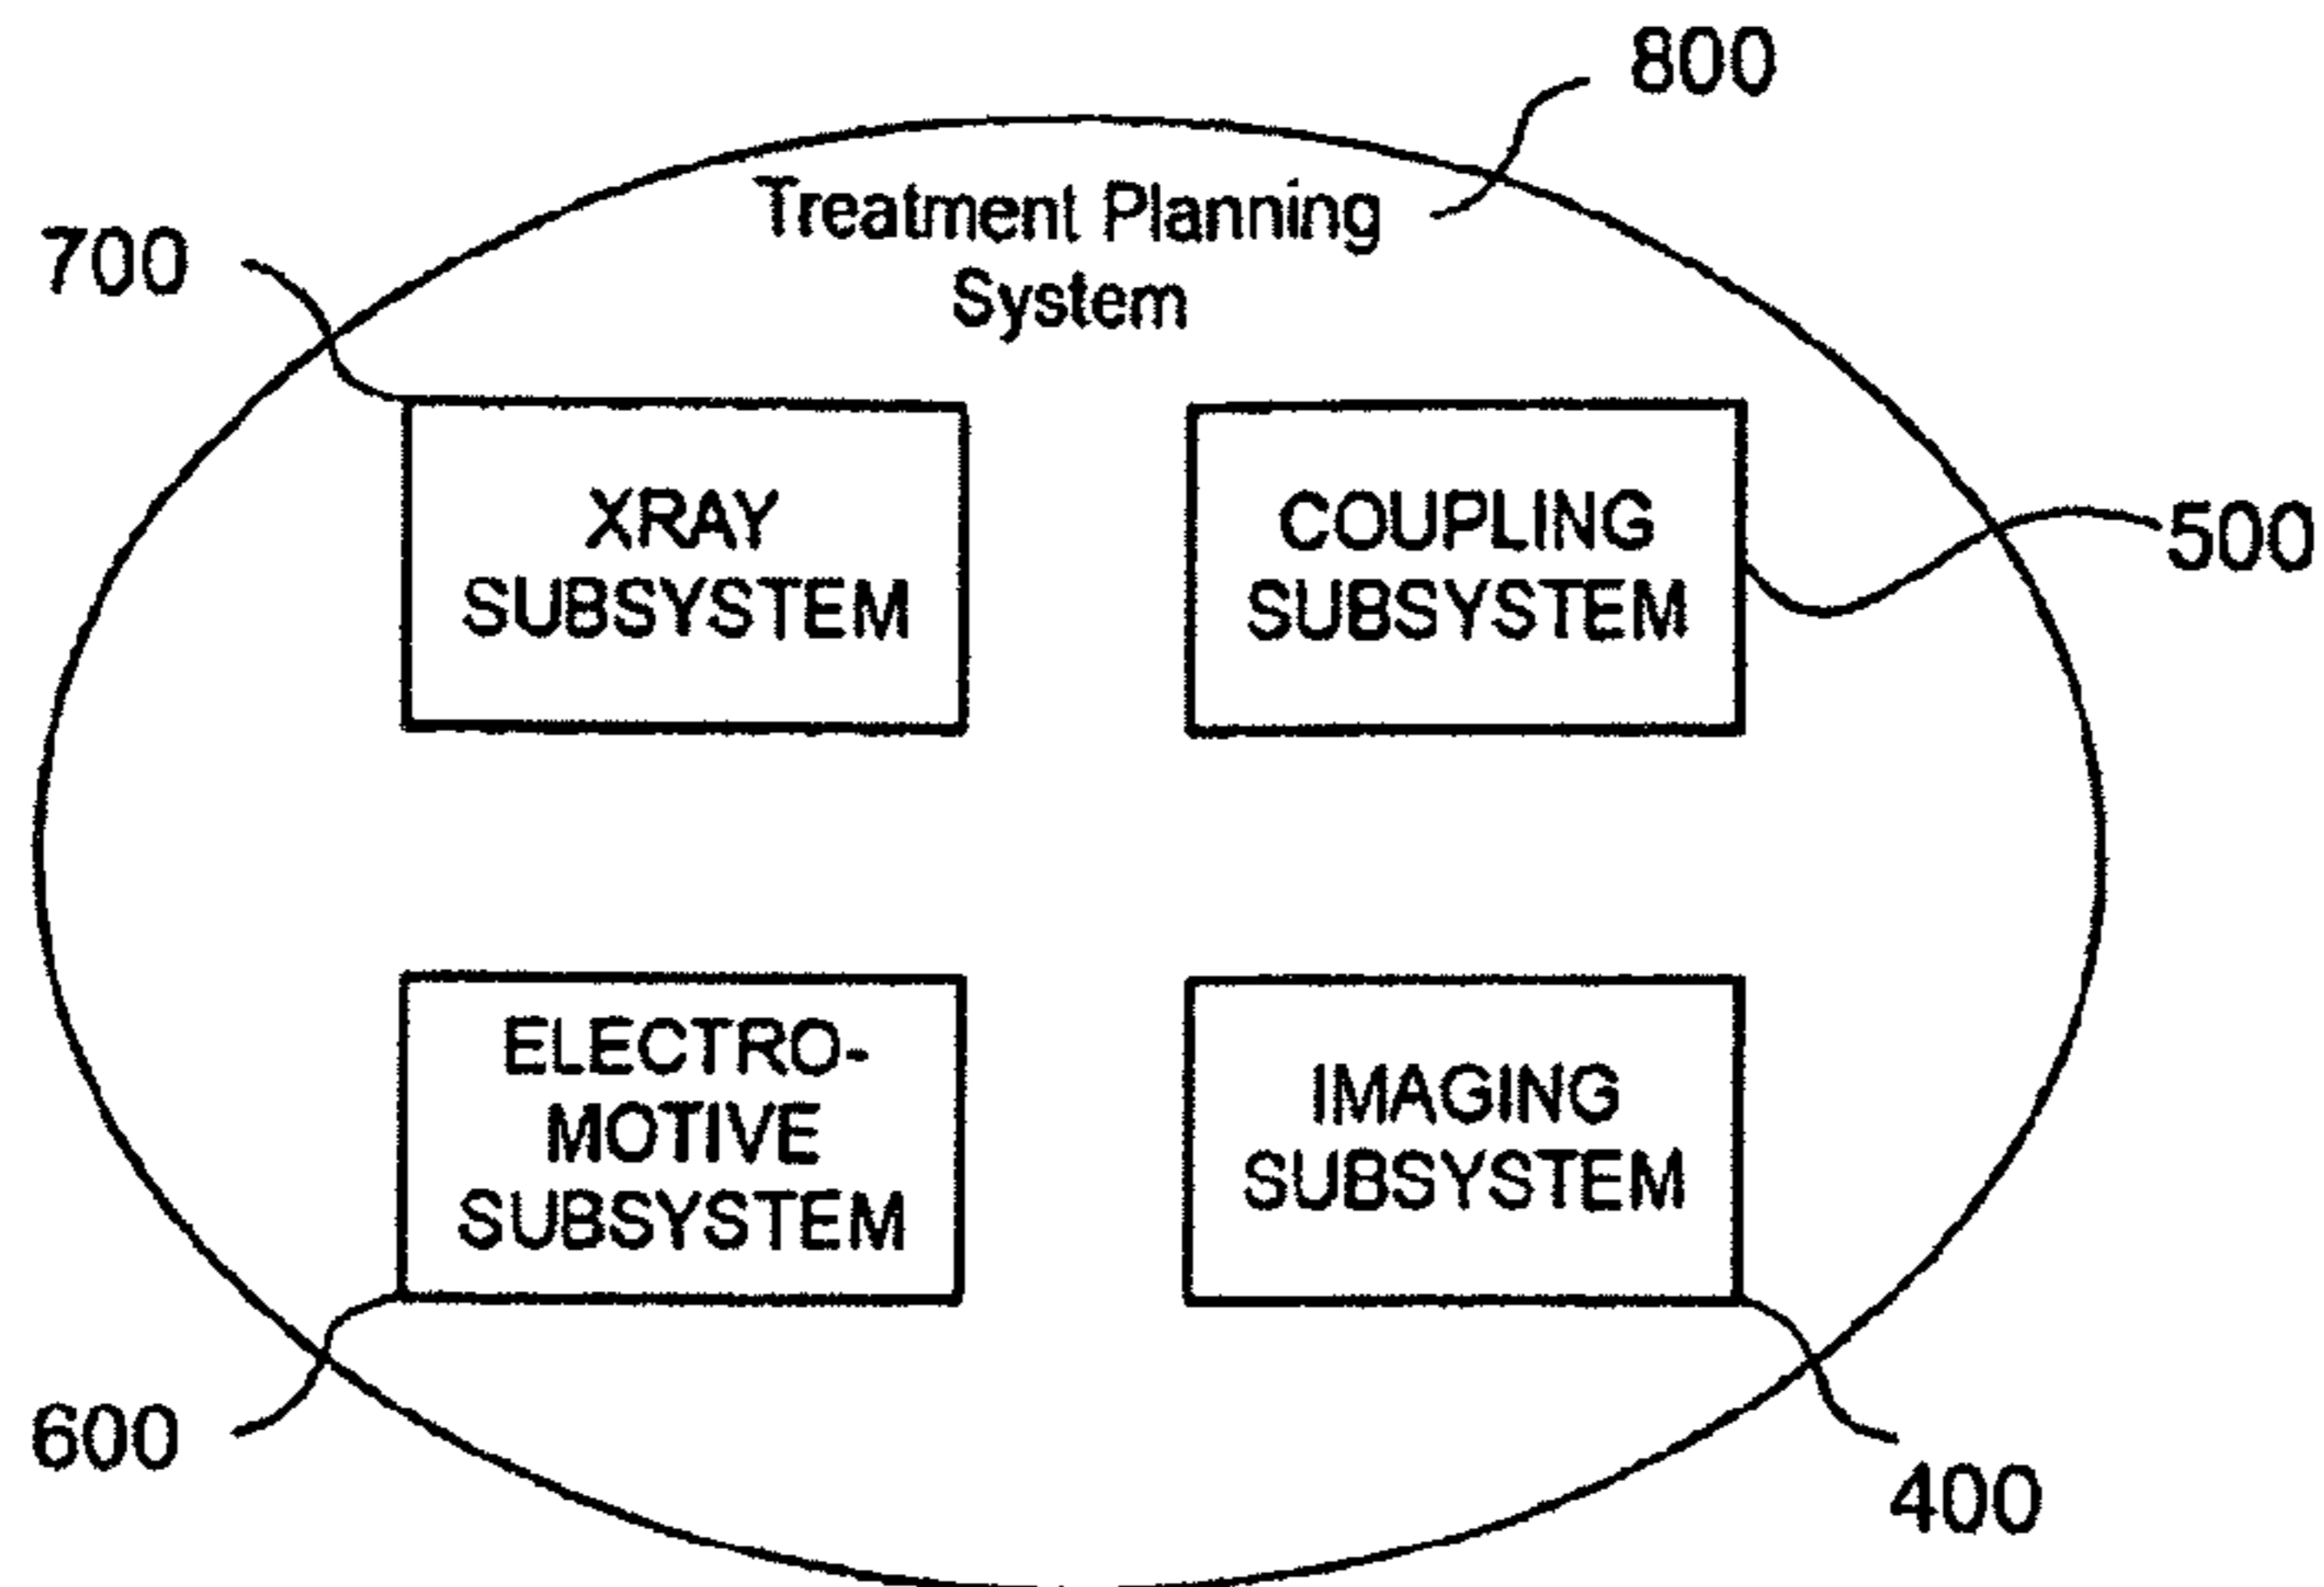 800
Treatment Planning
System
700
XRAY
SUBSYSTEM
COUPLING
SUBSYSTEM
500
ELECTRO-
MOTIVE
SUBSYSTEM
IMAGING
SUBSYSTEM
600
400